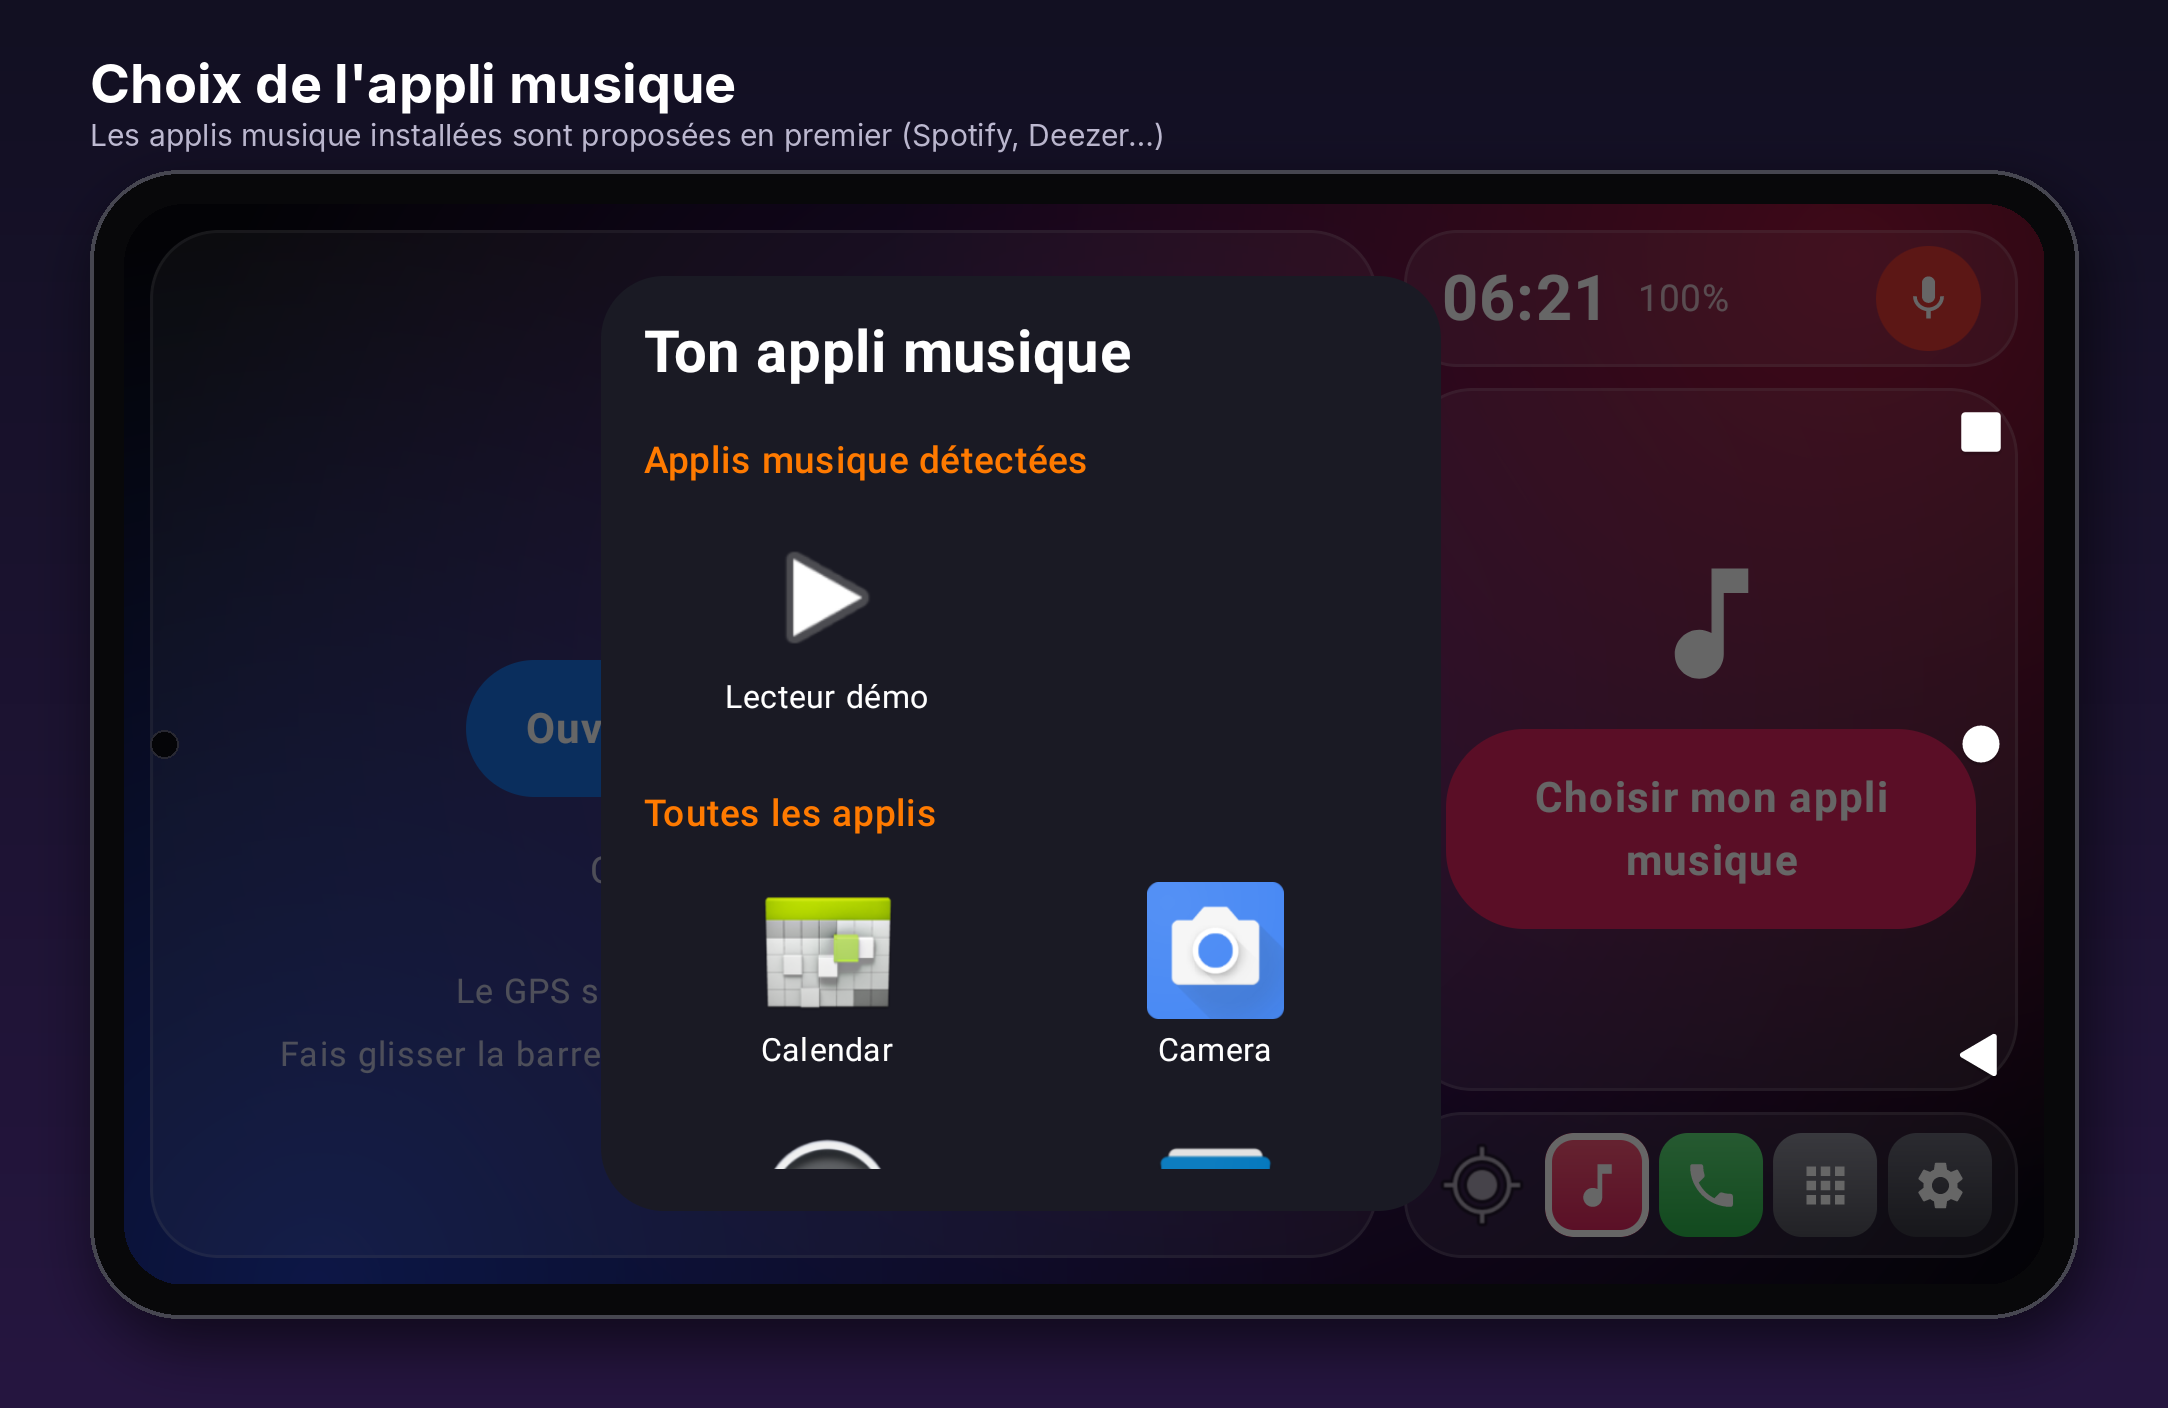 Choix de l'appli musique
Les applis musique installées sont proposées en premier (Spotify, Deezer...)
06:21 100%
Ton appli musique
Applis musique détectées
Lecteur démo
Toutes les applis
Calendar
Camera
Le GPS
Fais glisser la barre
Choisir mon appli
musique